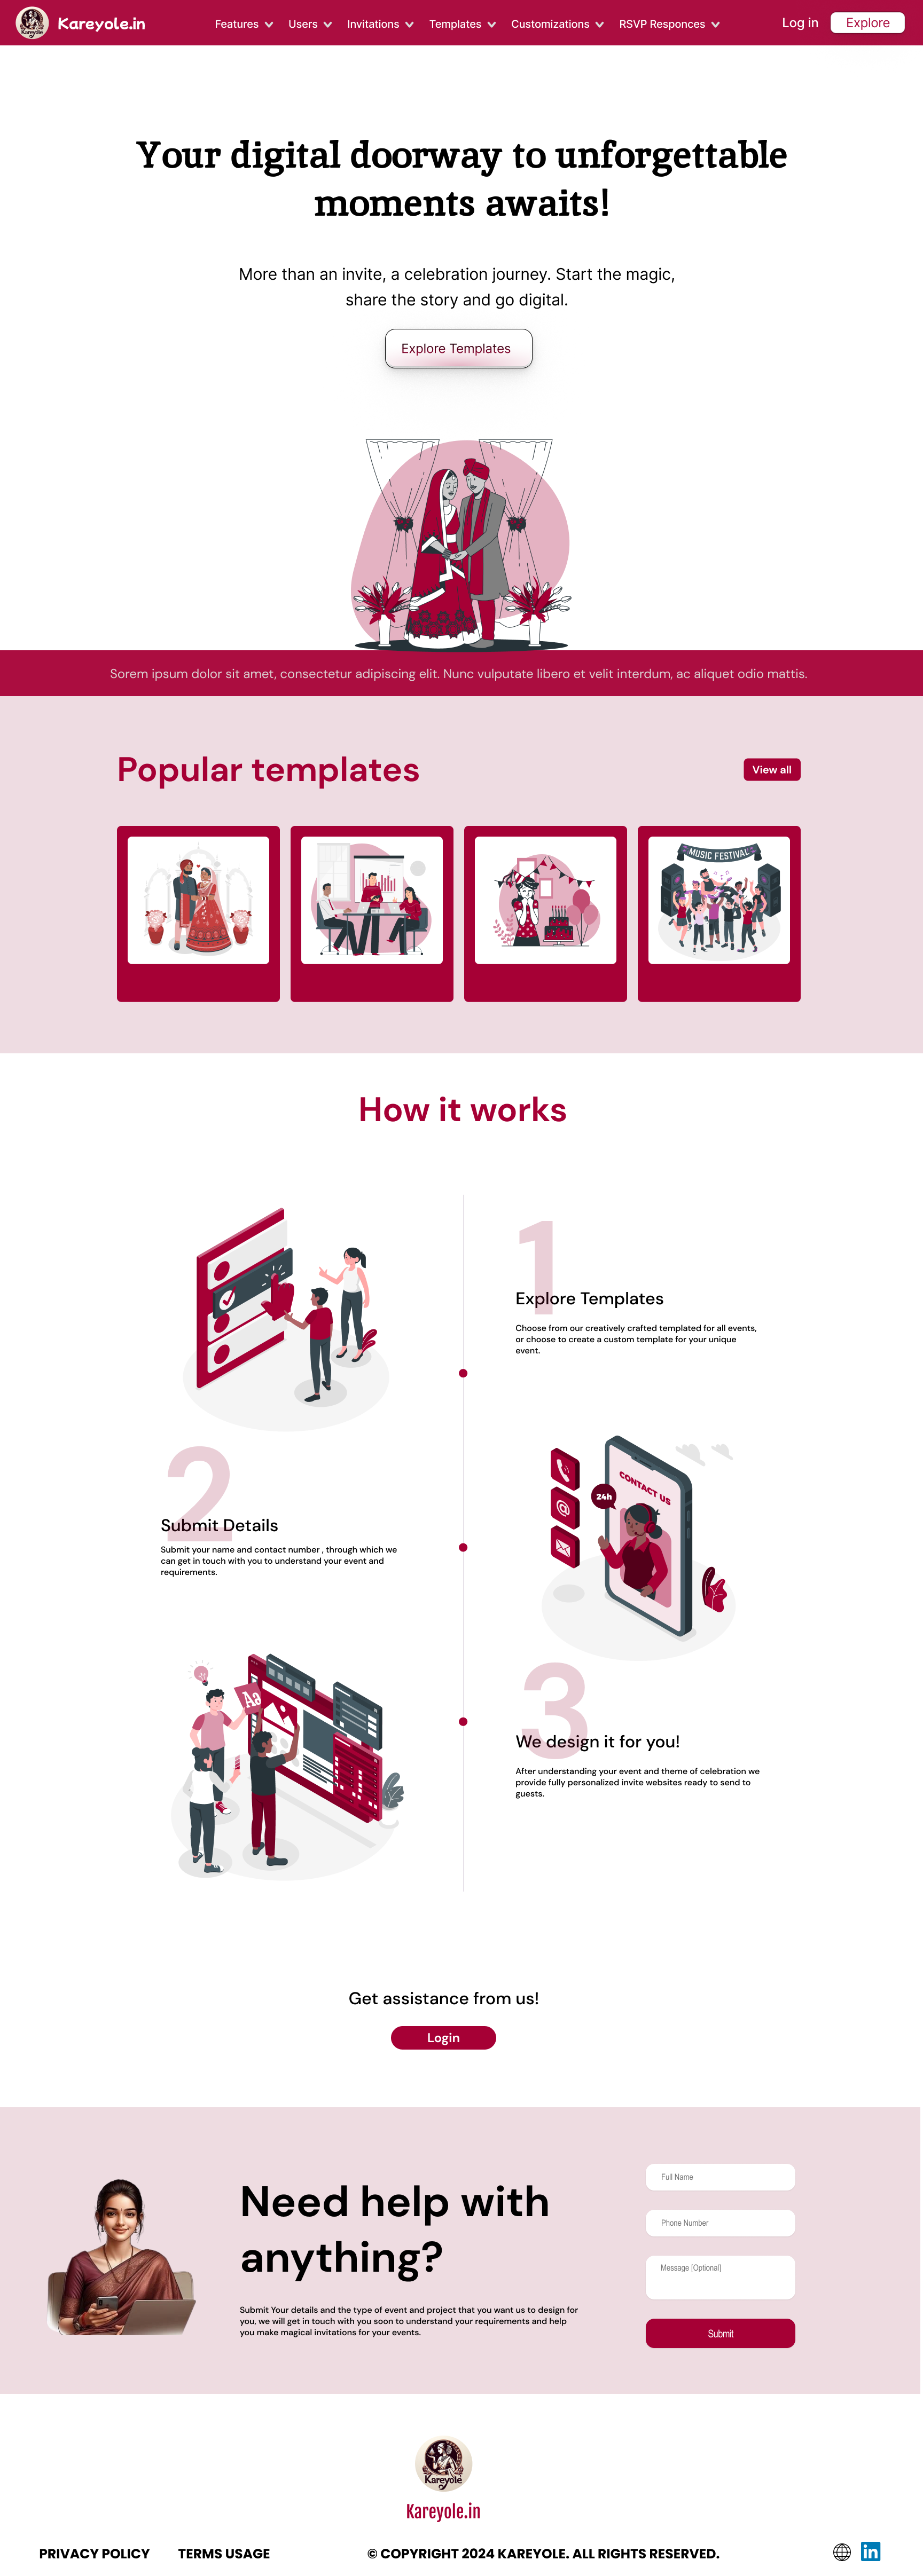 Kareyole
Kareyole.in
Features
Users
Invitations
Templates
Customizations
RSVP Responces
Log in
Explore
Your digital doorway to unforgettable
moments awaits!
More than an invite, a celebration journey. Start the magic,
share the story and go digital.
Explore Templates
Sorem ipsum dolor sit amet, consectetur adipiscing elit. Nunc vulputate libero et velit interdum, ac aliquet odio mattis.
Popular templates
View all
MUSIC FESTIVAL
How it works
1
Explore Templates
Choose from our creatively crafted templated for all events,
or choose to create a custom template for your unique
event.
CONTACT US
24h
@
2
Submit Details
Submit your name and contact number , through which we
can get in touch with you to understand your event and
requirements.
Aa
3
We design it for you!
After understanding your event and theme of celebration we
provide fully personalized invite websites ready to send to
guests.
Get assistance from us!
Login
Need help with
anything?
Submit Your details and the type of event and project that you want us to design for
you, we will get in touch with you soon to understand your requirements and help
you make magical invitations for your events.
Full Name
Phone Number
Message [Optional]
Submit
Kareyole
Kareyole.in
PRIVACY POLICY
TERMS USAGE
© COPYRIGHT 2024 KAREYOLE. ALL RIGHTS RESERVED.
in